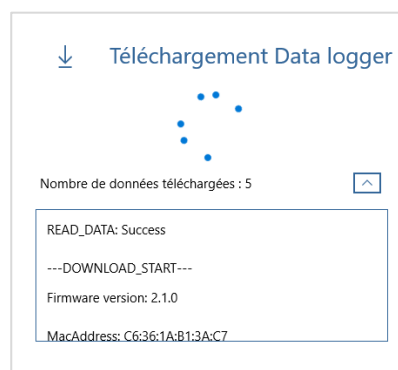 Téléchargement Data logger
Nombre de données téléchargées : 5
READ_DATA: Success
---DOWNLOAD_START---
Firmware version: 2.1.0
MacAddress: C6:36:1A:B1:3A:C7